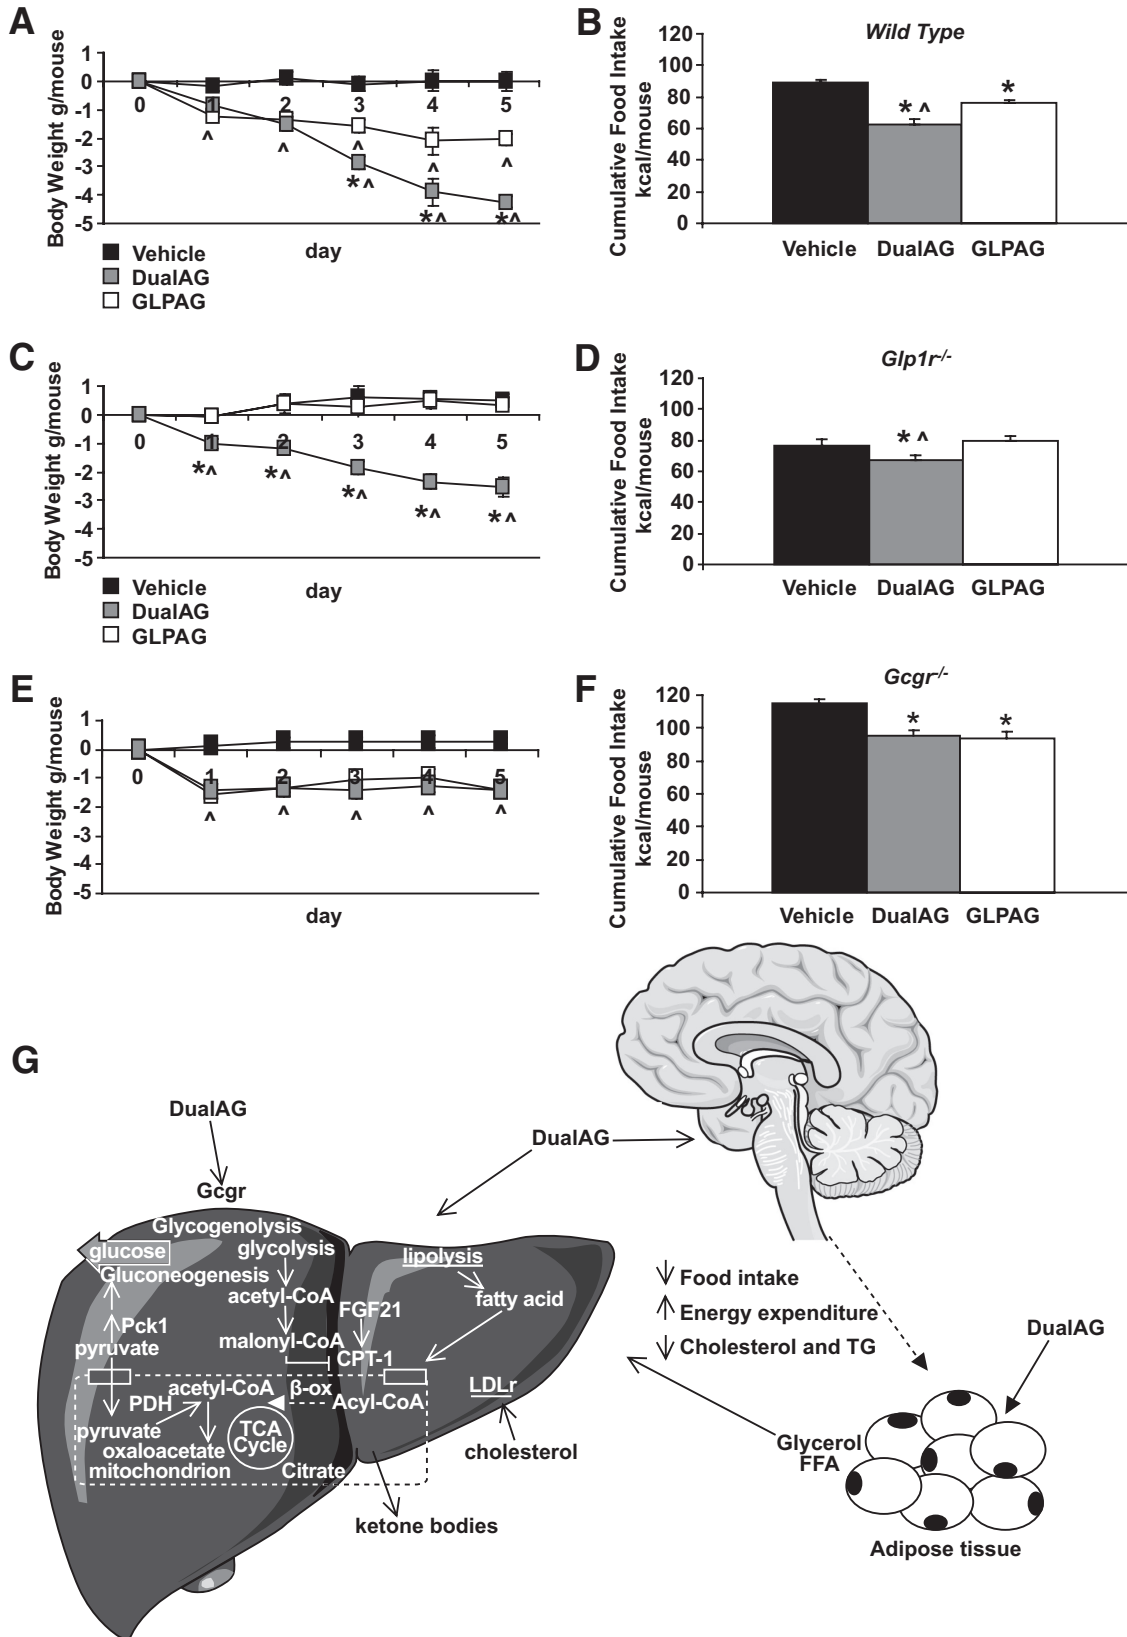 A
Body Weight g/mouse
1
0
-1
-2
-3
-4
-5
0 1 2 3 4 5
^ ^ ^ ^ ^
*^ *^ *^
day
Vehicle
DualAG
GLPAG
B
Wild Type
Cumulative Food Intake
kcal/mouse
120
100
80
60
40
20
0
*^
*
Vehicle DualAG GLPAG
C
Body Weight g/mouse
1
0
-1
-2
-3
-4
-5
0 1 2 3 4 5
*^ *^ *^ *^ *^
day
Vehicle
DualAG
GLPAG
D
Glp1r-/-
Cumulative Food Intake
kcal/mouse
120
100
80
60
40
20
0
*^
Vehicle DualAG GLPAG
E
Body Weight g/mouse
1
0
-1
-2
-3
-4
-5
0 1 2 3 4 5
^ ^ ^ ^ ^
day
F
Gcgr-/-
Cumulative Food Intake
kcal/mouse
120
100
80
60
40
20
0
* *
Vehicle DualAG GLPAG
G
DualAG
Gcgr
Glycogenolysis
glucose
glycolysis
Gluconeogenesis
acetyl-CoA
Pck1
pyruvate
malonyl-CoA
FGF21
CPT-1
lipolysis
fatty acid
acetyl-CoA
β-ox
Acyl-CoA
PDH
pyruvate
oxaloacetate
TCA
Cycle
mitochondrion
Citrate
LDLr
cholesterol
ketone bodies
DualAG
Food intake
Energy expenditure
Cholesterol and TG
DualAG
Glycerol
FFA
Adipose tissue